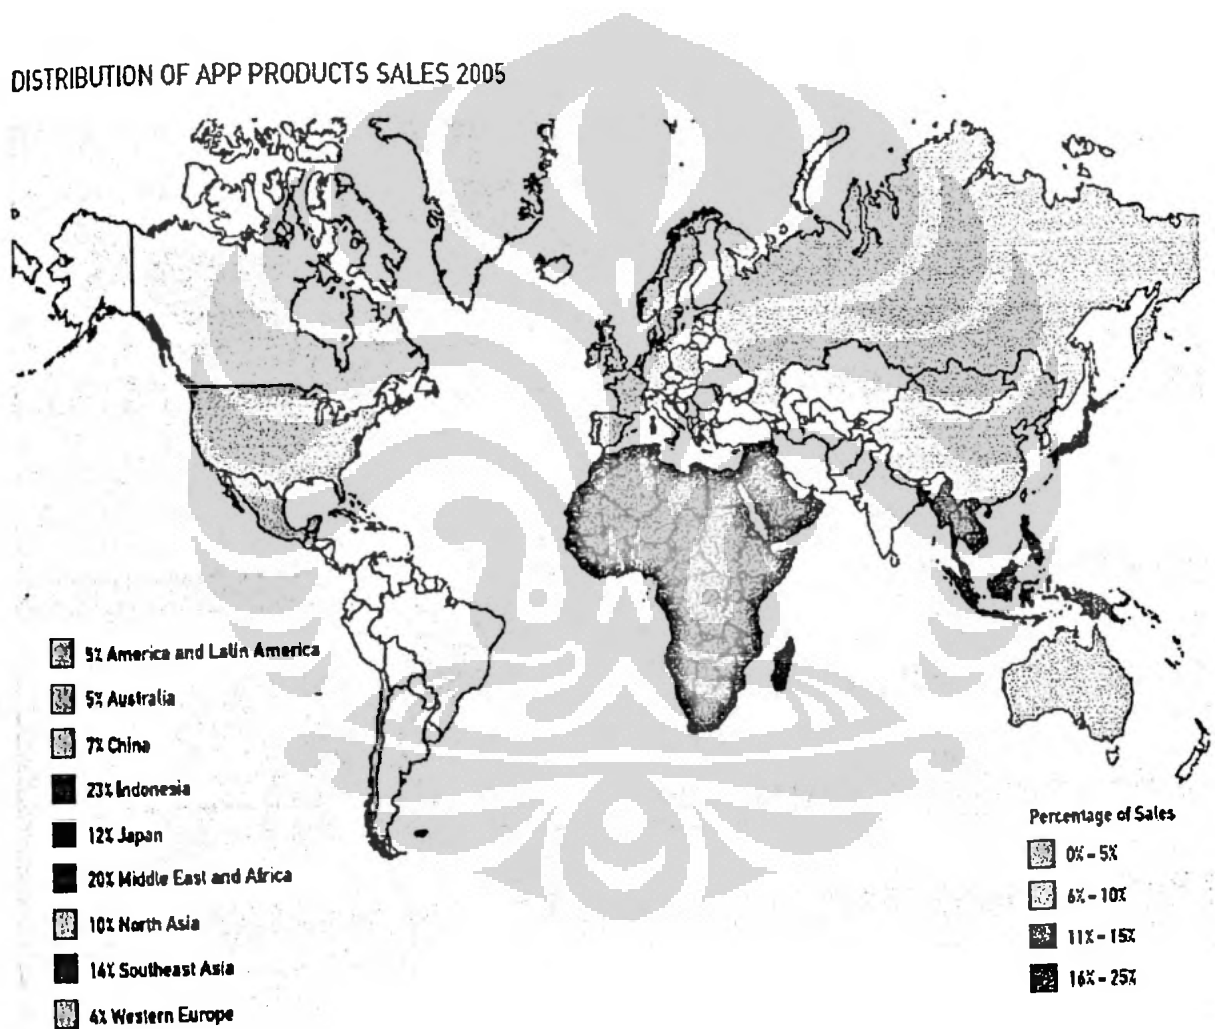 DISTRIBUTION OF APP PRODUCTS SALES 2005
5% America and Latin America
5% Australia
7% China
23% Indonesia
12% Japan
20% Middle East and Africa
10% North Asia
14% Southeast Asia
4% Western Europe
Percentage of Sales
0% - 5%
6% - 10%
11% - 15%
16% - 25%